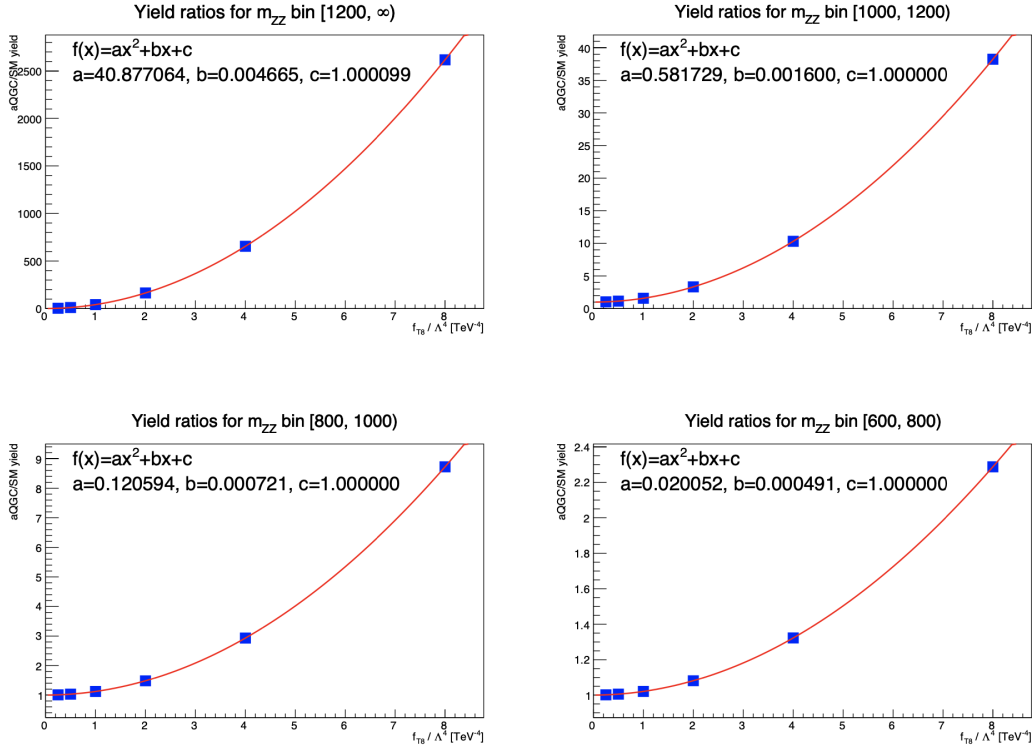 Yield ratios for m_ZZ bin [1200, ∞)
aQGC/SM yield
f(x)=ax²+bx+c
a=40.877064, b=0.004665, c=1.000099
2500
2000
1500
1000
500
0
0 1 2 3 4 5 6 7 8
f_T8 / Λ⁴ [TeV⁻⁴]
Yield ratios for m_ZZ bin [1000, 1200)
aQGC/SM yield
f(x)=ax²+bx+c
a=0.581729, b=0.001600, c=1.000000
40
35
30
25
20
15
10
5
0
0 1 2 3 4 5 6 7 8
f_T8 / Λ⁴ [TeV⁻⁴]
Yield ratios for m_ZZ bin [800, 1000)
aQGC/SM yield
f(x)=ax²+bx+c
a=0.120594, b=0.000721, c=1.000000
9
8
7
6
5
4
3
2
1
0 1 2 3 4 5 6 7 8
f_T8 / Λ⁴ [TeV⁻⁴]
Yield ratios for m_ZZ bin [600, 800)
aQGC/SM yield
f(x)=ax²+bx+c
a=0.020052, b=0.000491, c=1.000000
2.4
2.2
2
1.8
1.6
1.4
1.2
1
0 1 2 3 4 5 6 7 8
f_T8 / Λ⁴ [TeV⁻⁴]